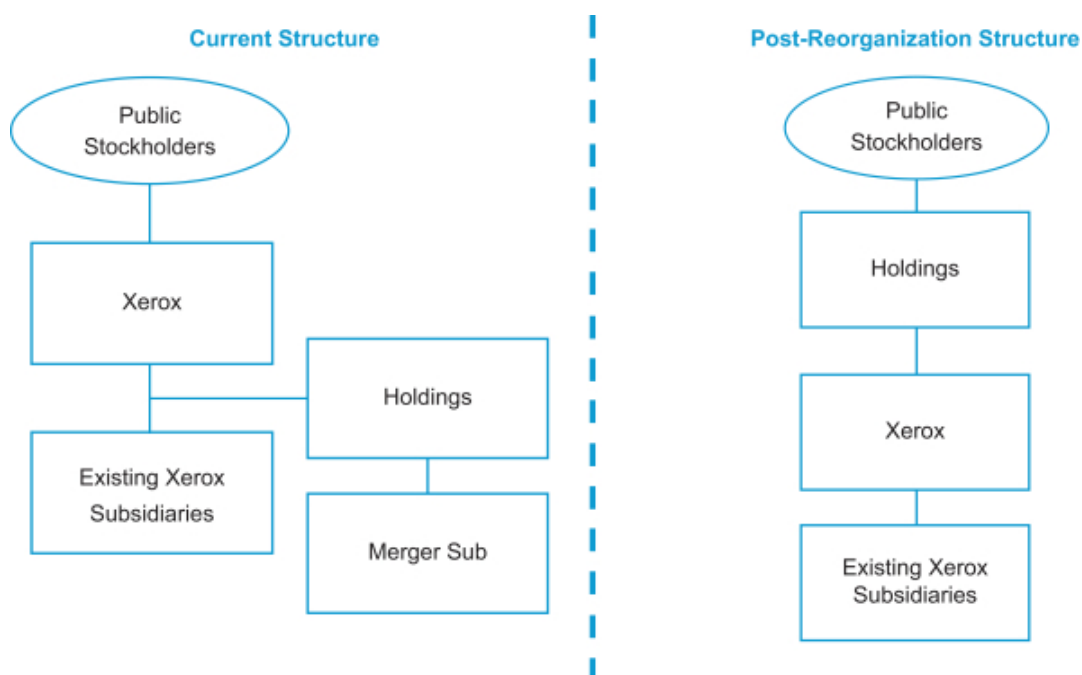 Current Structure
Public
Stockholders
Xerox
Holdings
Existing Xerox
Subsidiaries
Merger Sub
Post-Reorganization Structure
Public
Stockholders
Holdings
Xerox
Existing Xerox
Subsidiaries